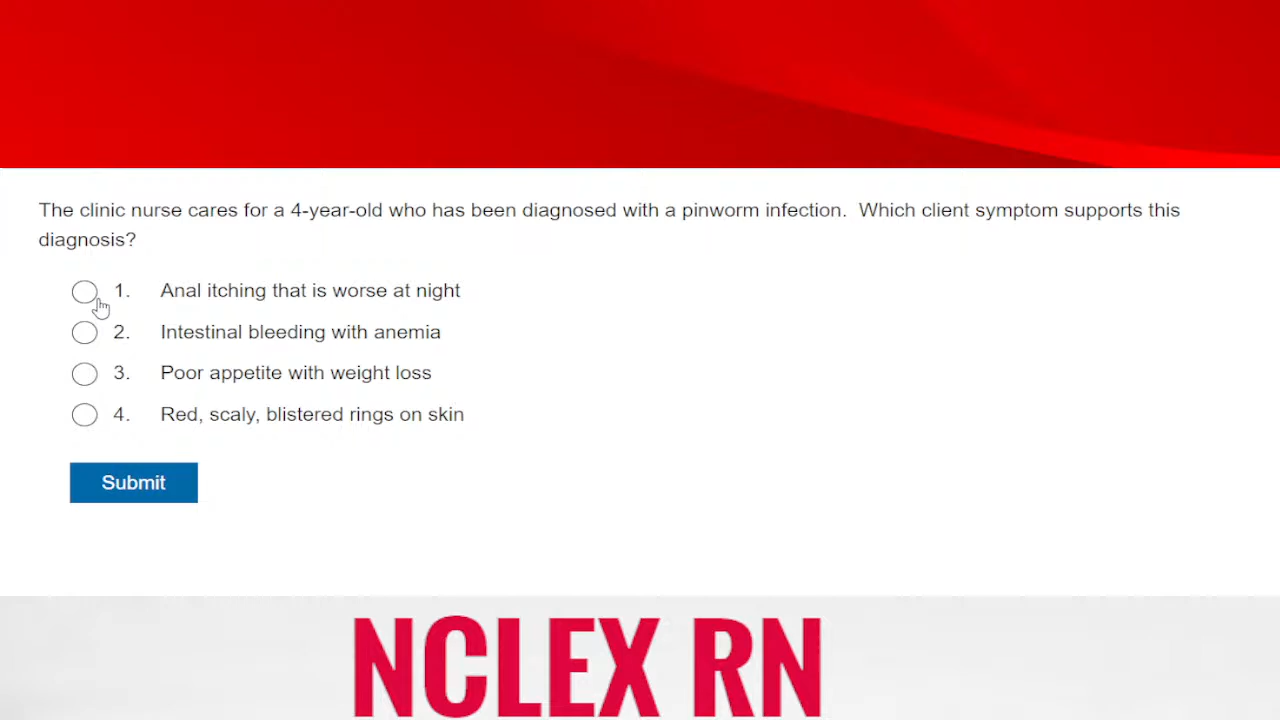 The clinic nurse cares for a 4-year-old who has been diagnosed with a pinworm infection.  Which client symptom supports this
diagnosis?
1. Anal itching that is worse at night
2. Intestinal bleeding with anemia
3. Poor appetite with weight loss
4. Red, scaly, blistered rings on skin
Submit
NCLEX RN